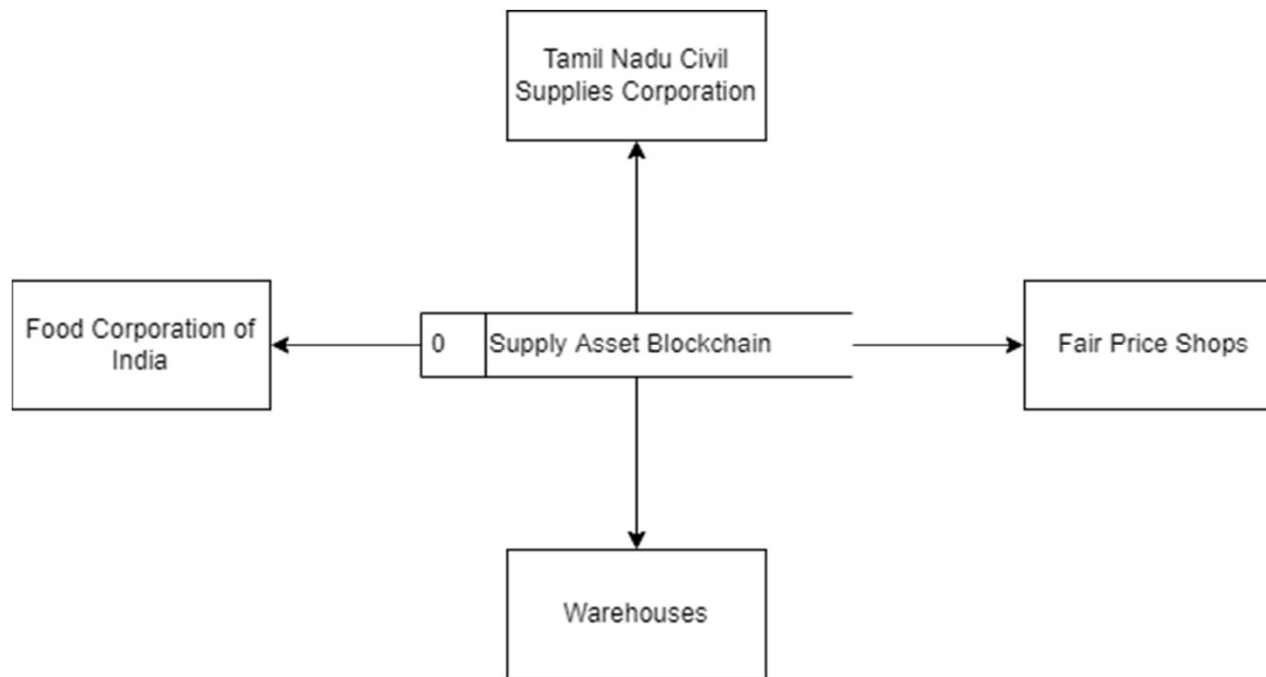 Tamil Nadu Civil
Supplies Corporation
Food Corporation of
India
0
Supply Asset Blockchain
Fair Price Shops
Warehouses